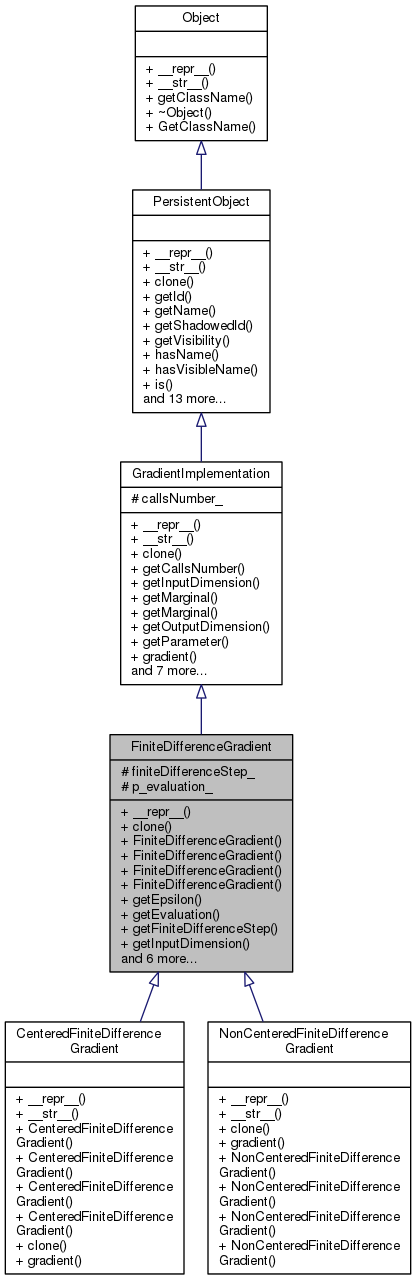 Object
+ __repr__()
+ __str__()
+ getClassName()
+ ~Object()
+ GetClassName()
PersistentObject
+ __repr__()
+ __str__()
+ clone()
+ getId()
+ getName()
+ getShadowedId()
+ getVisibility()
+ hasName()
+ hasVisibleName()
+ is()
and 13 more...
GradientImplementation
# callsNumber_
+ __repr__()
+ __str__()
+ clone()
+ getCallsNumber()
+ getInputDimension()
+ getMarginal()
+ getMarginal()
+ getOutputDimension()
+ getParameter()
+ gradient()
and 7 more...
FiniteDifferenceGradient
# finiteDifferenceStep_
# p_evaluation_
+ __repr__()
+ clone()
+ FiniteDifferenceGradient()
+ FiniteDifferenceGradient()
+ FiniteDifferenceGradient()
+ FiniteDifferenceGradient()
+ getEpsilon()
+ getEvaluation()
+ getFiniteDifferenceStep()
+ getInputDimension()
and 6 more...
CenteredFiniteDifference
Gradient
+ __repr__()
+ __str__()
+ CenteredFiniteDifference
Gradient()
+ CenteredFiniteDifference
Gradient()
+ CenteredFiniteDifference
Gradient()
+ CenteredFiniteDifference
Gradient()
+ clone()
+ gradient()
NonCenteredFiniteDifference
Gradient
+ __repr__()
+ __str__()
+ clone()
+ gradient()
+ NonCenteredFiniteDifference
Gradient()
+ NonCenteredFiniteDifference
Gradient()
+ NonCenteredFiniteDifference
Gradient()
+ NonCenteredFiniteDifference
Gradient()